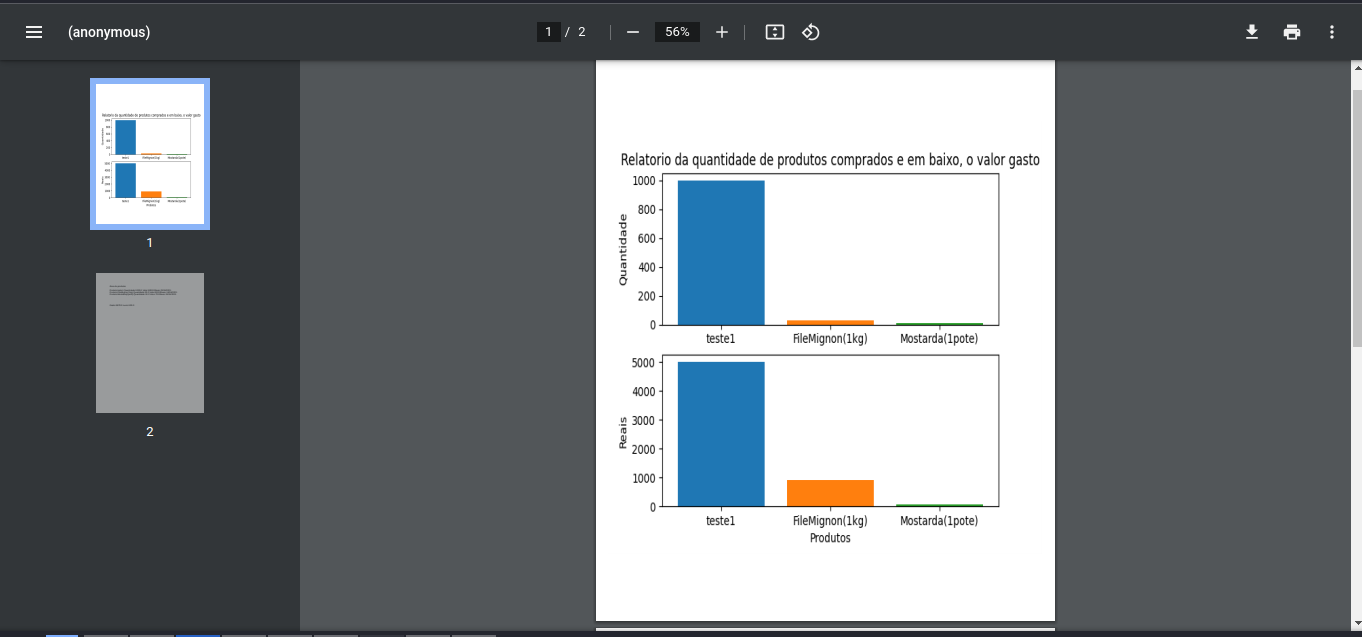 (anonymous)
1 / 2
56%
1
2
Relatorio da quantidade de produtos comprados e em baixo, o valor gasto
Quantidade
1000
800
600
400
200
0
teste1 FileMignon(1kg) Mostarda(1pote)
Reais
5000
4000
3000
2000
1000
0
teste1 FileMignon(1kg) Mostarda(1pote)
Produtos